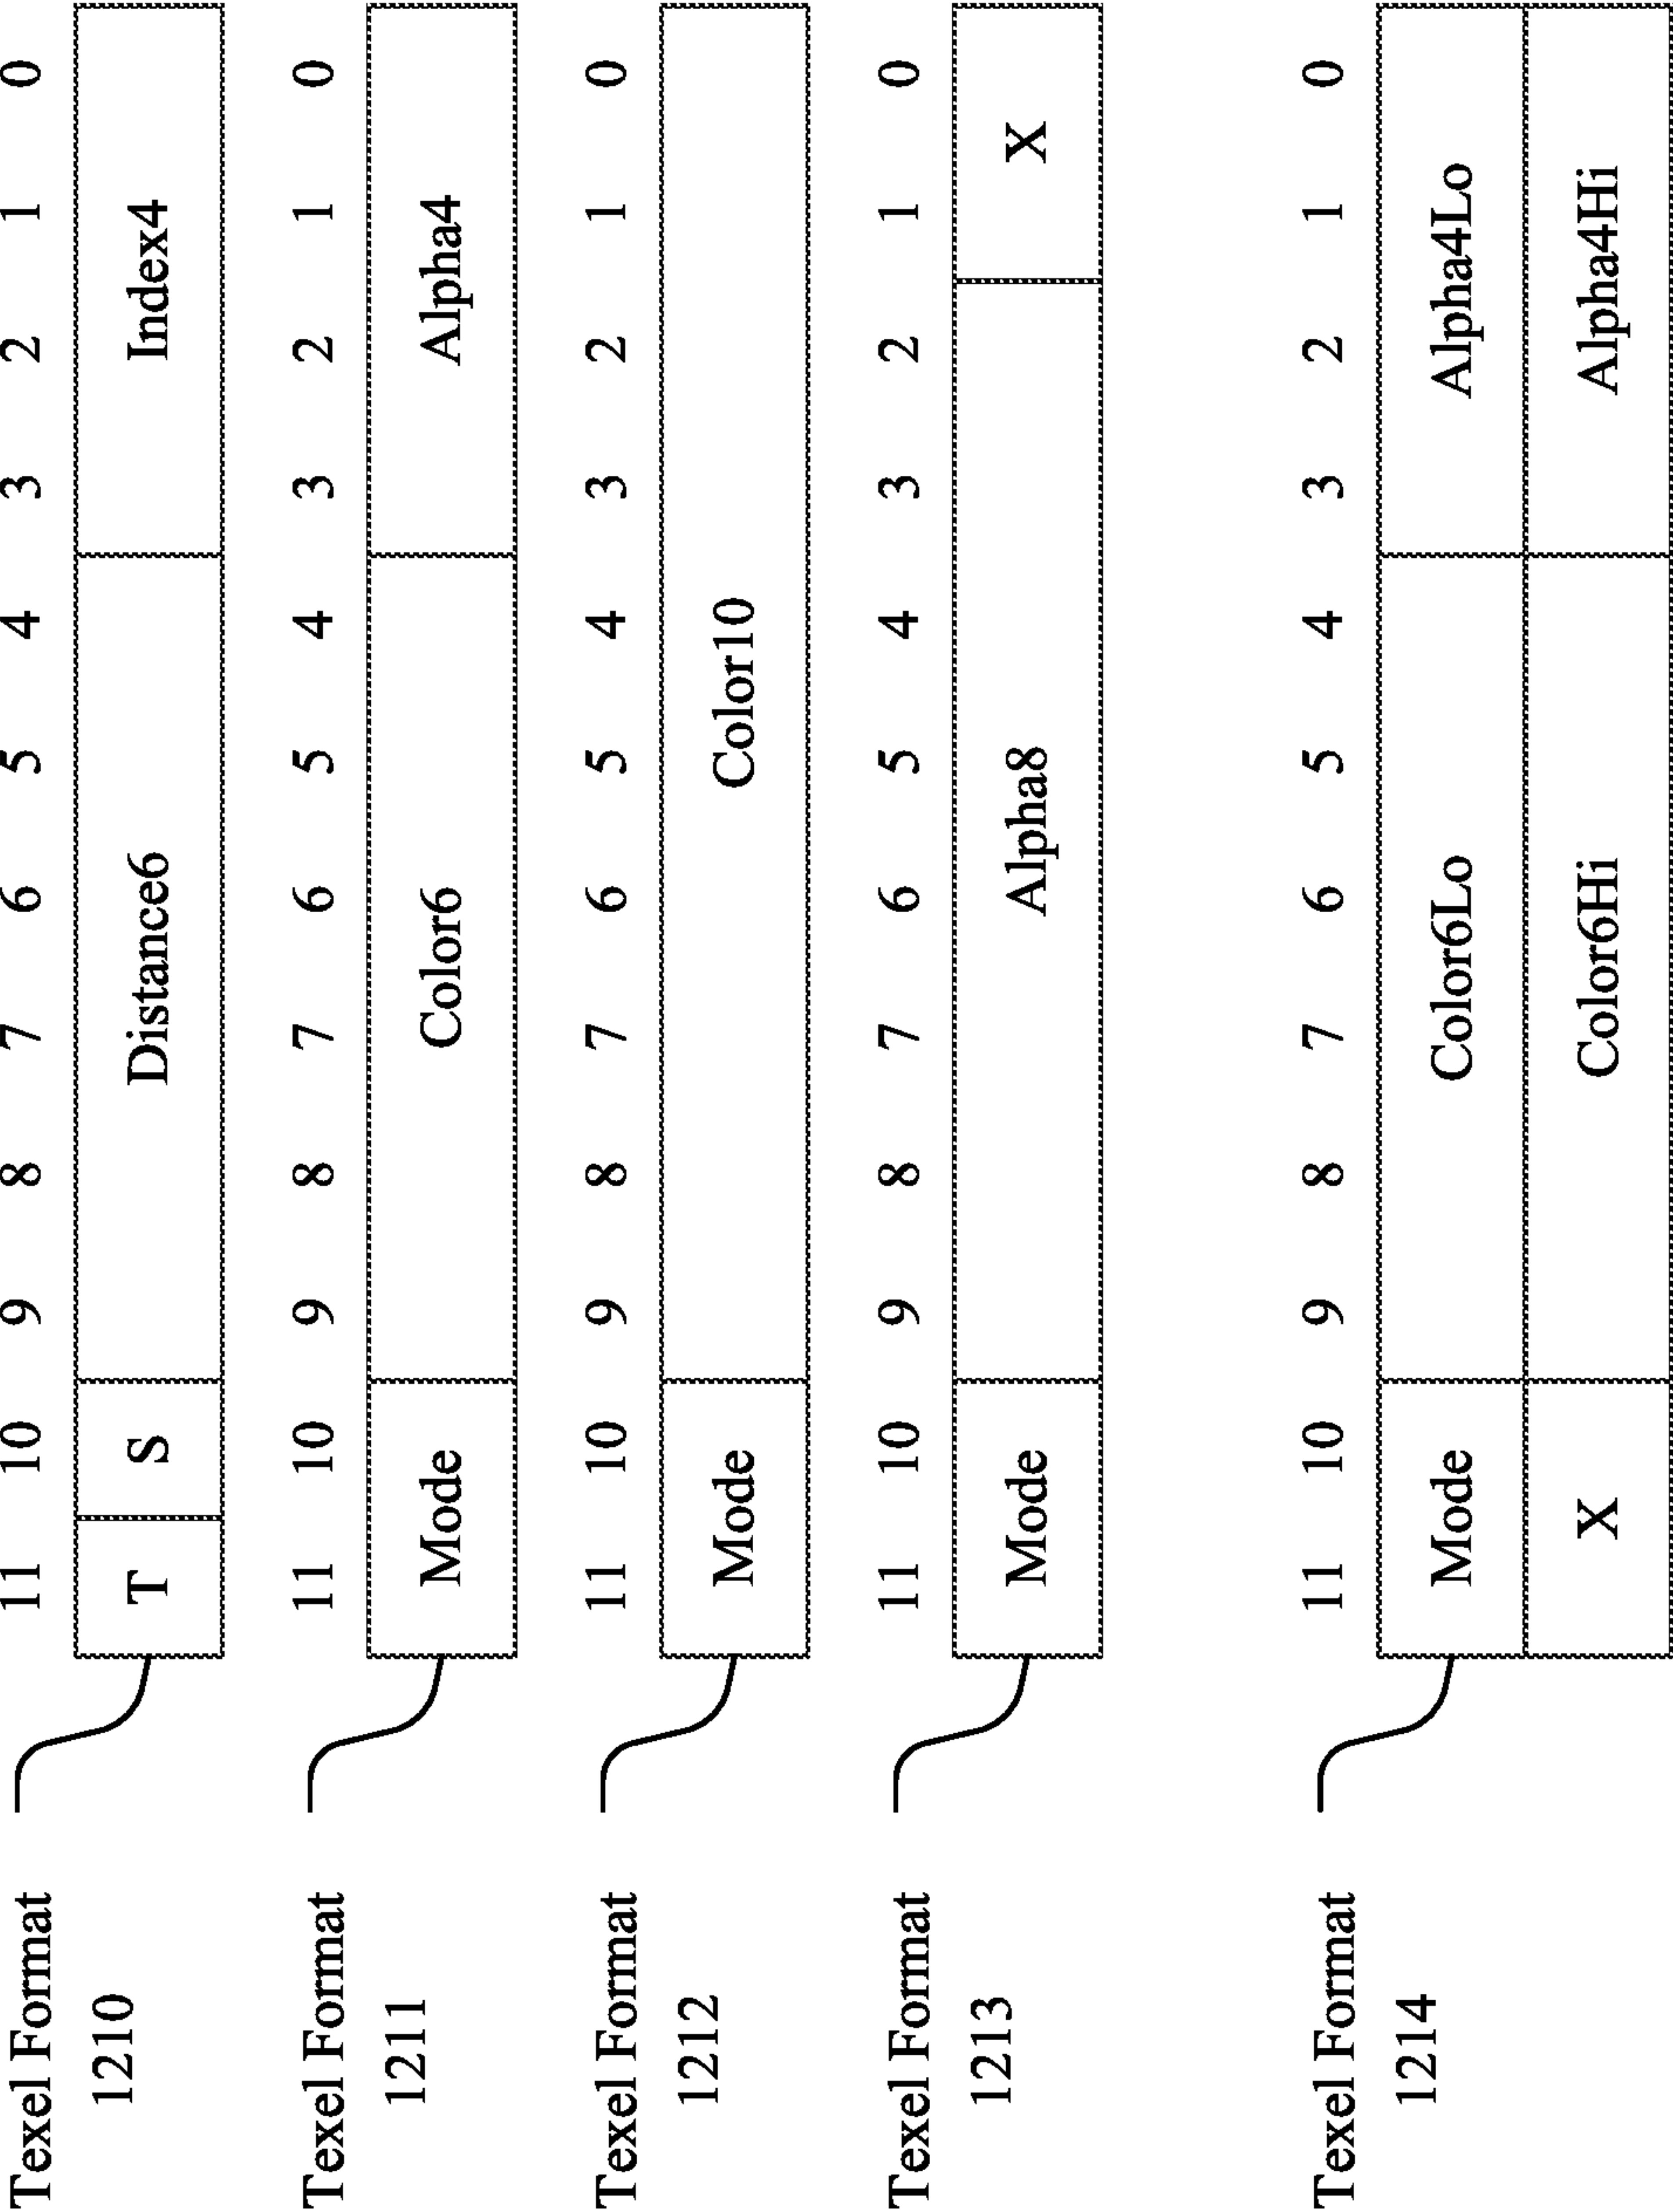 11 10 9 8 7 6 5 4 3 2 1 0
Texel Format
1210
T S Distance6 Index4
11 10 9 8 7 6 5 4 3 2 1 0
Texel Format
1211
Mode Color6 Alpha4
11 10 9 8 7 6 5 4 3 2 1 0
Texel Format
1212
Mode Color10
11 10 9 8 7 6 5 4 3 2 1 0
Texel Format
1213
Mode Alpha8 X
11 10 9 8 7 6 5 4 3 2 1 0
Texel Format
1214
Mode Color6Lo Alpha4Lo
X Color6Hi Alpha4Hi